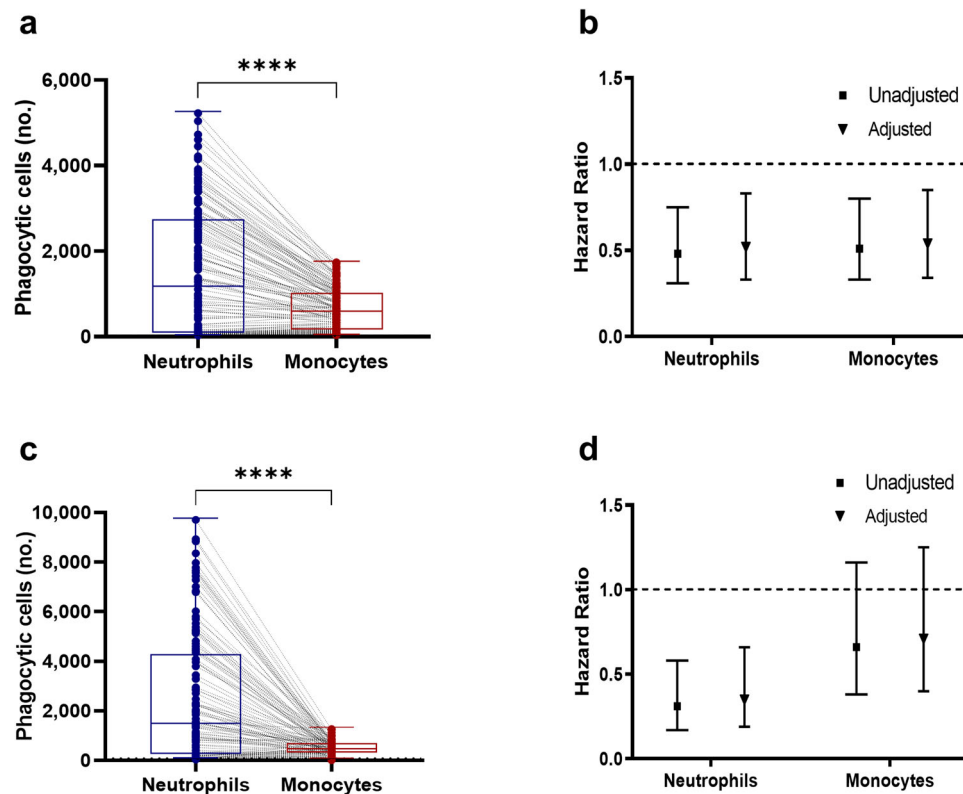 a
****
6,000
4,000
2,000
0
Phagocytic cells (no.)
Neutrophils Monocytes
b
1.5
1.0
0.5
0.0
Hazard Ratio
Unadjusted
Adjusted
Neutrophils Monocytes
c
****
10,000
8,000
6,000
4,000
2,000
0
Phagocytic cells (no.)
Neutrophils Monocytes
d
1.5
1.0
0.5
0.0
Hazard Ratio
Unadjusted
Adjusted
Neutrophils Monocytes